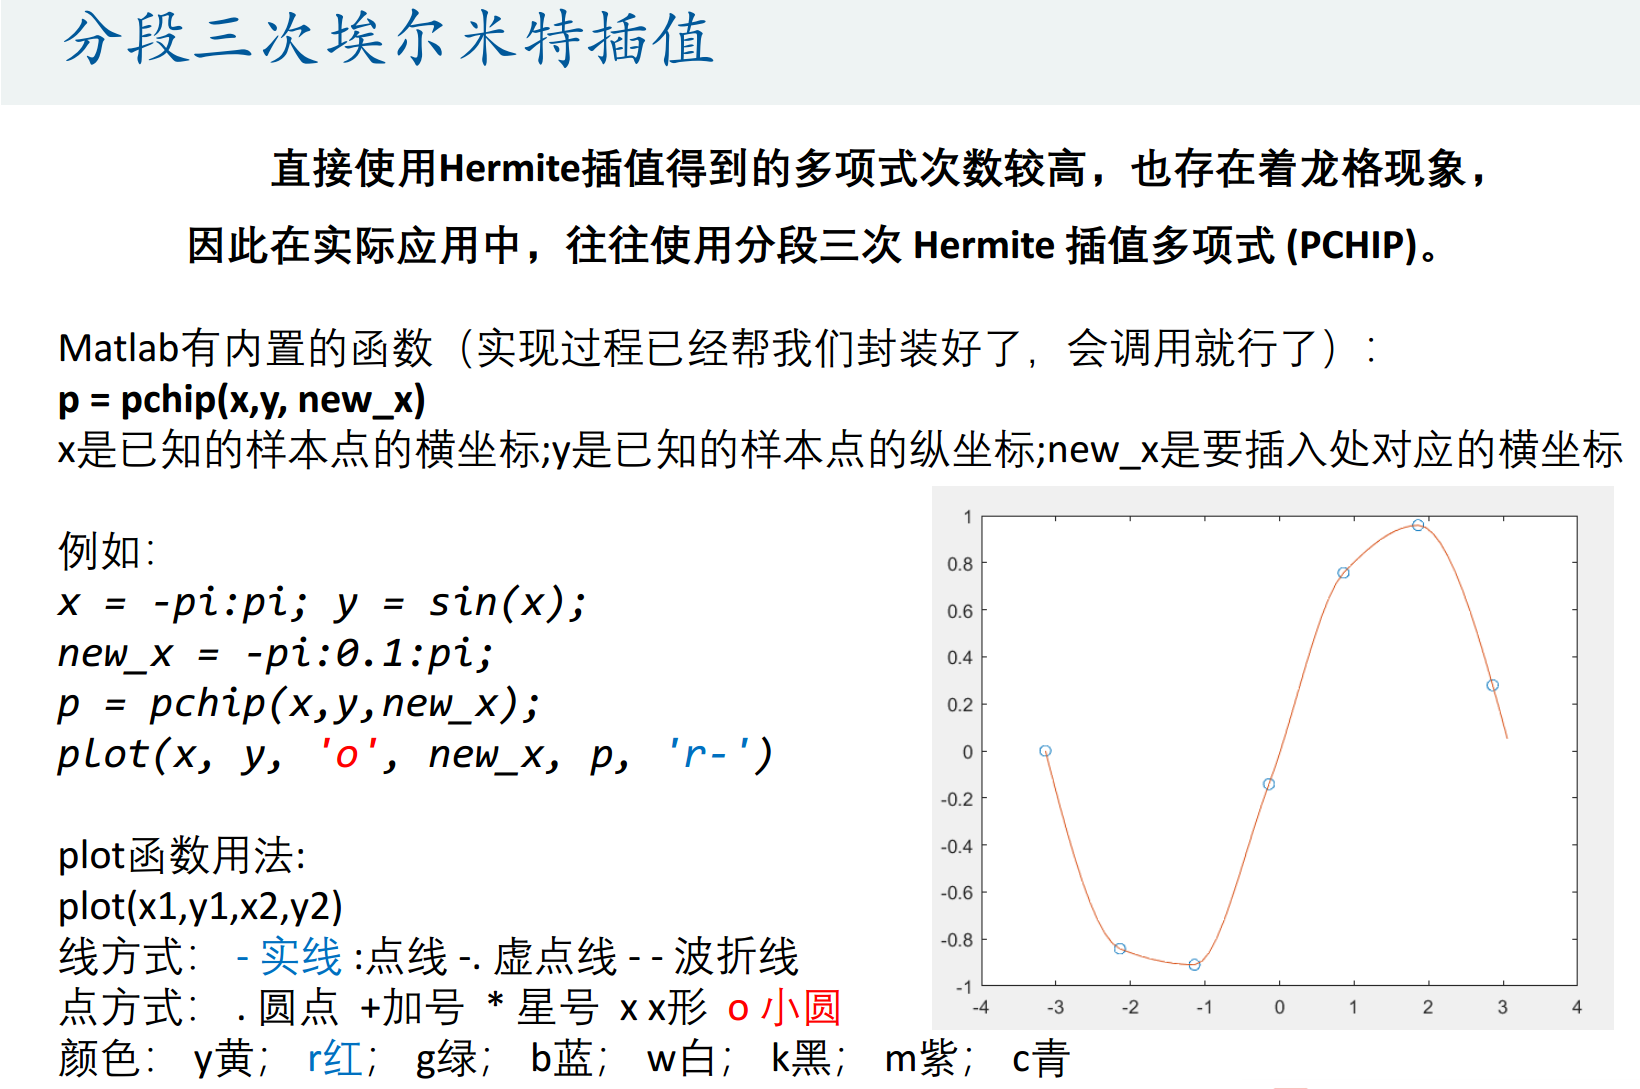 分段三次埃尔米特插值
直接使用Hermite插值得到的多项式次数较高，也存在着龙格现象，
因此在实际应用中，往往使用分段三次 Hermite 插值多项式 (PCHIP)。
Matlab有内置的函数（实现过程已经帮我们封装好了，会调用就行了）:
p = pchip(x,y, new_x)
x是已知的样本点的横坐标;y是已知的样本点的纵坐标;new_x是要插入处对应的横坐标
例如:
x = -pi:pi; y = sin(x);
new_x = -pi:0.1:pi;
p = pchip(x,y,new_x);
plot(x, y, 'o', new_x, p, 'r-')
plot函数用法:
plot(x1,y1,x2,y2)
线方式: - 实线 :点线 -. 虚点线 - - 波折线
点方式: . 圆点 +加号 * 星号 x x形 o 小圆
颜色: y黄; r红; g绿; b蓝; w白; k黑; m紫; c青
1
0.8
0.6
0.4
0.2
0
-0.2
-0.4
-0.6
-0.8
-1
-4 -3 -2 -1 0 1 2 3 4